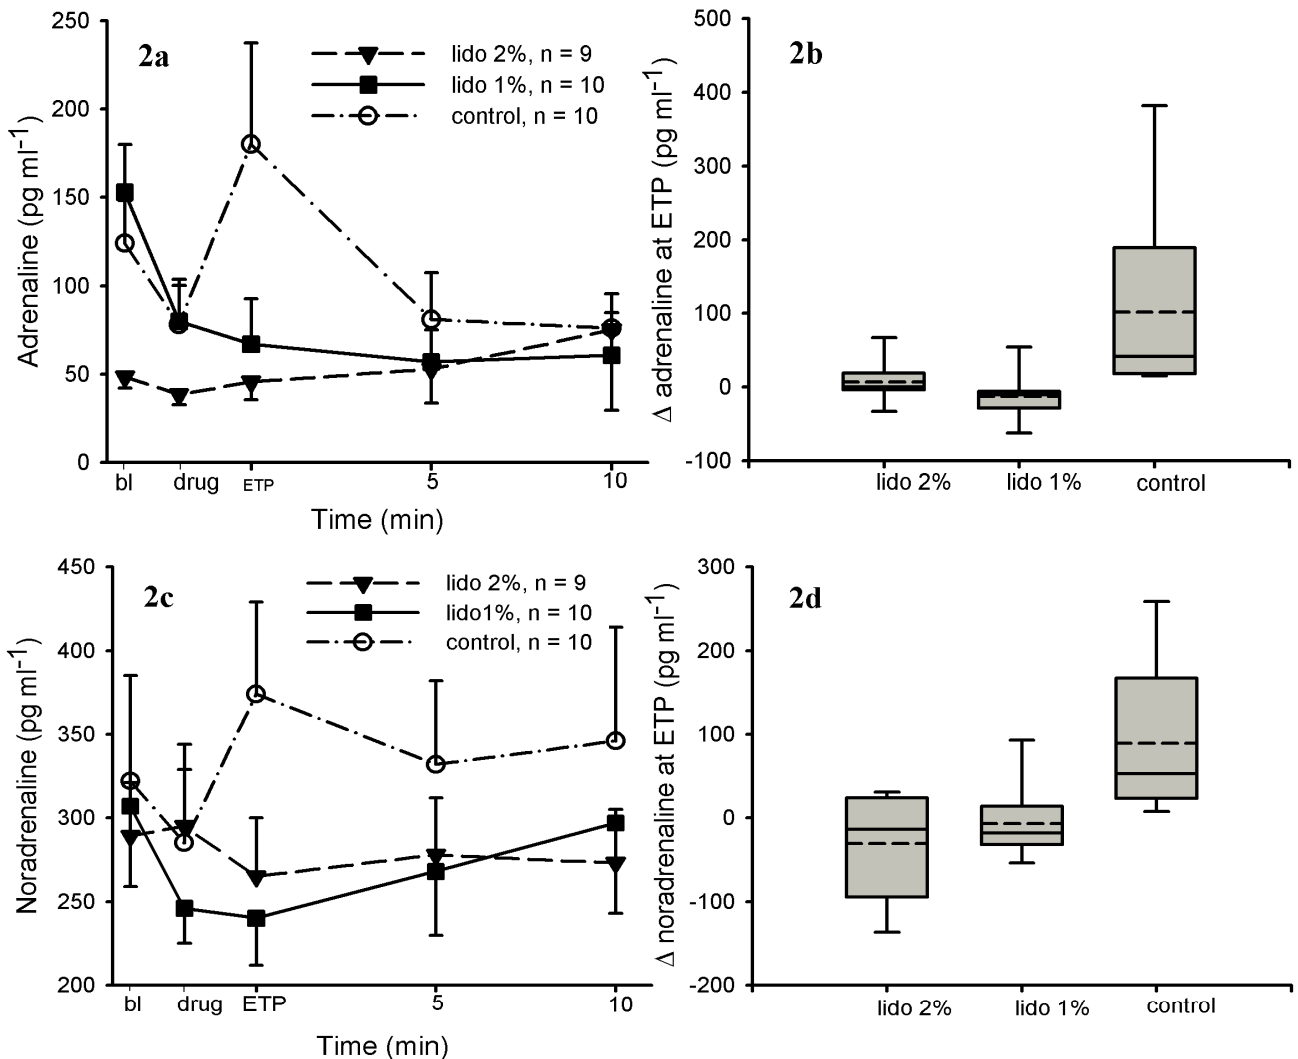 2a
lido 2%, n = 9
lido 1%, n = 10
control, n = 10
Adrenaline (pg ml-1)
250
200
150
100
50
0
bl drug ETP 5 10
Time (min)
2b
Δ adrenaline at ETP (pg ml-1)
500
400
300
200
100
0
-100
lido 2% lido 1% control
2c
lido 2%, n = 9
lido1%, n = 10
control, n = 10
Noradrenaline (pg ml-1)
450
400
350
300
250
200
bl drug ETP 5 10
Time (min)
2d
Δ noradrenaline at ETP (pg ml-1)
300
200
100
0
-100
-200
lido 2% lido 1% control